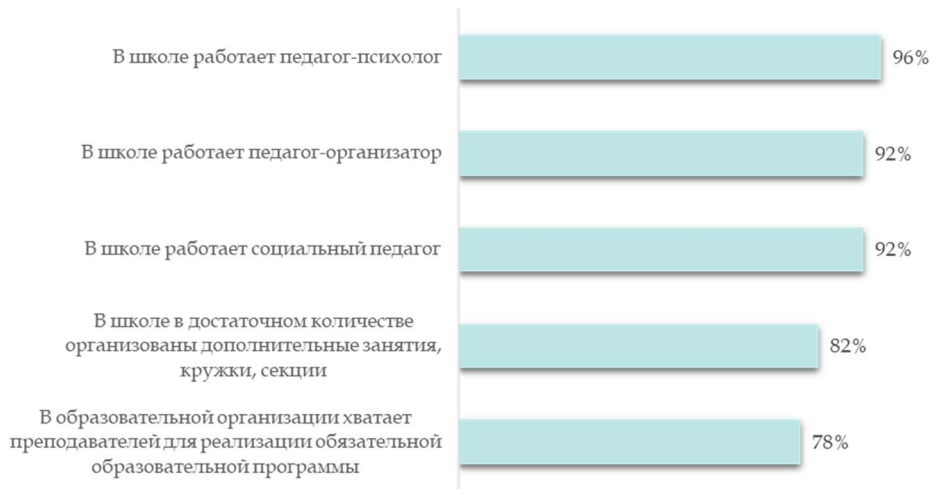 В школе работает педагог-психолог
96%
В школе работает педагог-организатор
92%
В школе работает социальный педагог
92%
В школе в достаточном количестве
организованы дополнительные занятия,
кружки, секции
82%
В образовательной организации хватает
преподавателей для реализации обязательной
образовательной программы
78%